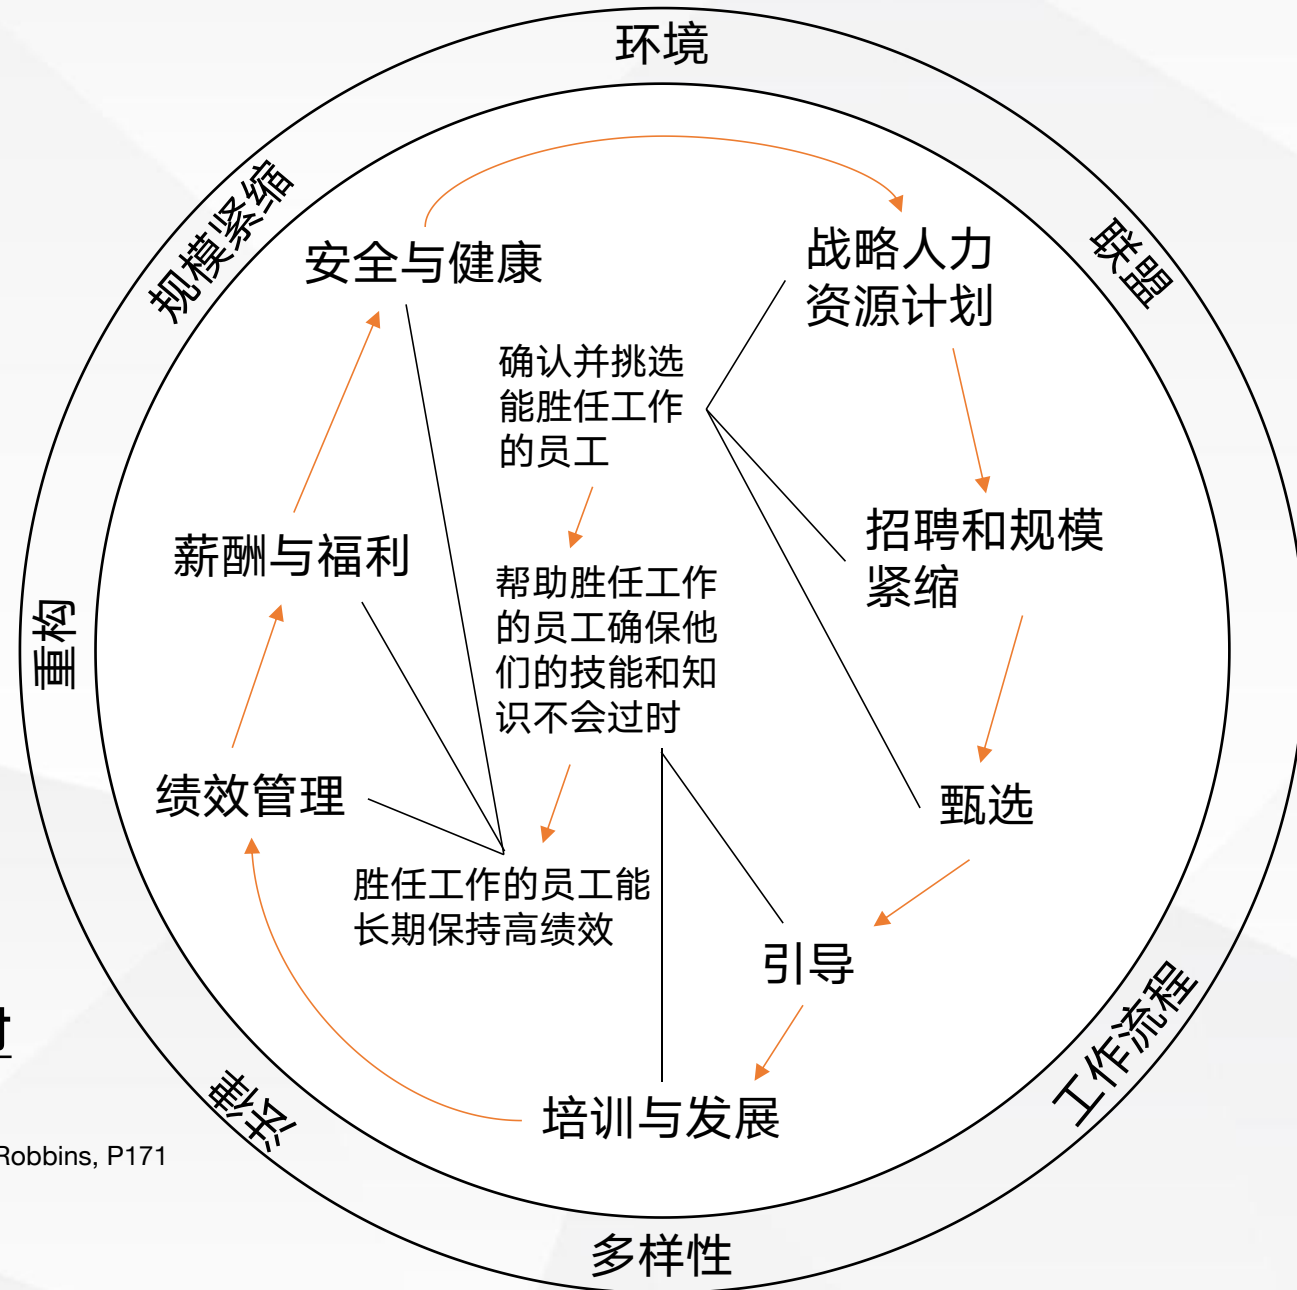 环境
规模紧缩
联盟
安全与健康
战略人力
资源计划
确认并挑选
能胜任工作
的员工
招聘和规模
紧缩
薪酬与福利
帮助胜任工作
的员工确保他
们的技能和知
识不会过时
重构
绩效管理
甄选
胜任工作的员工能
长期保持高绩效
引导
工作流程
法律
培训与发展
Robbins, P171
多样性